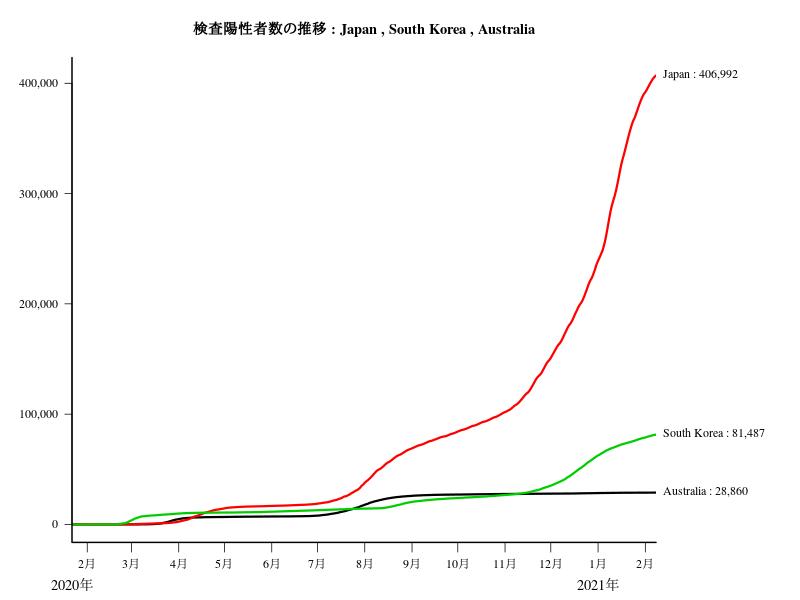 検査陽性者数の推移 : Japan , South Korea , Australia
400,000
300,000
200,000
100,000
0
Japan : 406,992
South Korea : 81,487
Australia : 28,860
2月 3月 4月 5月 6月 7月 8月 9月 10月 11月 12月 1月 2月
2020年 2021年